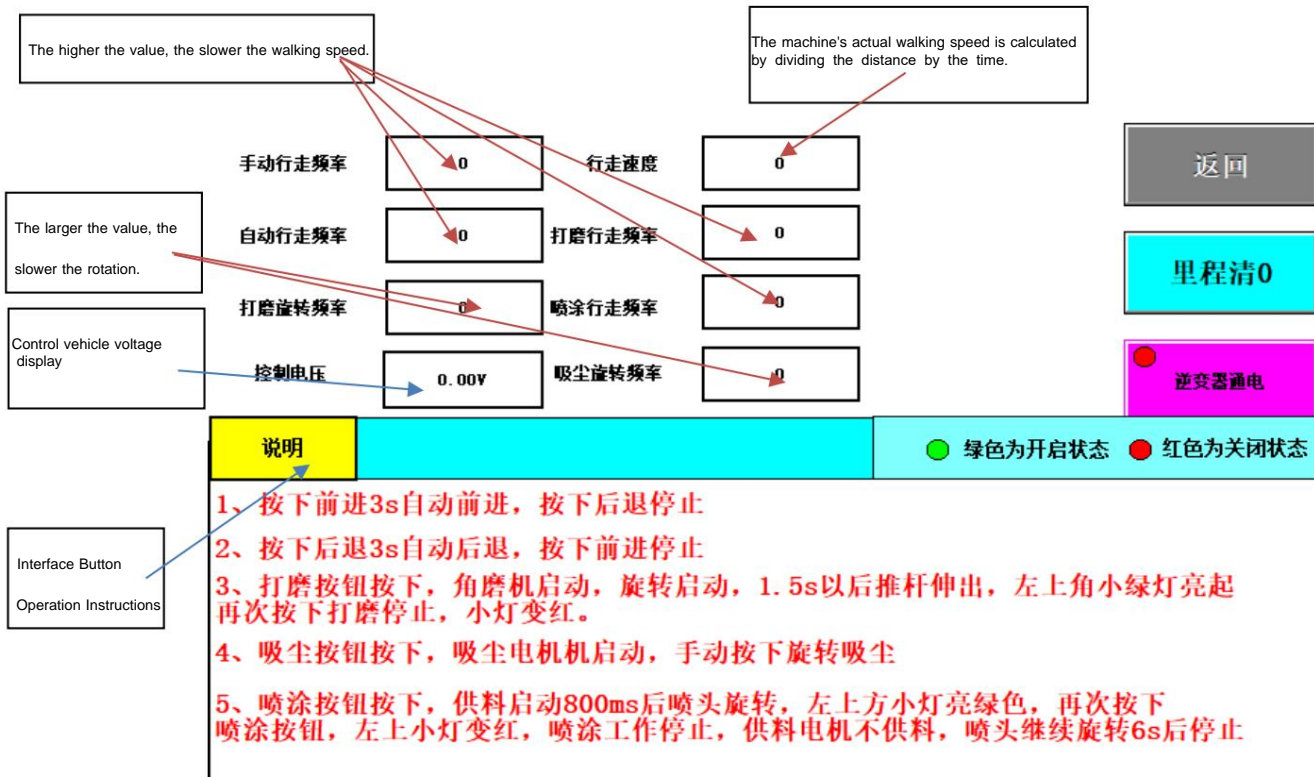 The higher the value, the slower the walking speed.
The machine's actual walking speed is calculated
by dividing the distance by the time.
手动行走频率
0
行走速度
0
返回
The larger the value, the
slower the rotation.
自动行走频率
0
打磨行走频率
0
里程清0
打磨旋转频率
0
喷涂行走频率
0
Control vehicle voltage
display
控制电压
0.00V
吸尘旋转频率
0
逆变器通电
说明
绿色为开启状态
红色为关闭状态
1、按下前进3s自动前进，按下后退停止
2、按下后退3s自动后退，按下前进停止
Interface Button
Operation Instructions
3、打磨按钮按下，角磨机启动，旋转启动，1.5s以后推杆伸出，左上角小绿灯亮起
再次按下打磨停止，小灯变红。
4、吸尘按钮按下，吸尘电机机启动，手动按下旋转吸尘
5、喷涂按钮按下，供料启动800ms后喷头旋转，左上方小灯亮绿色，再次按下
喷涂按钮，左上小灯变红，喷涂工作停止，供料电机不供料，喷头继续旋转6s后停止